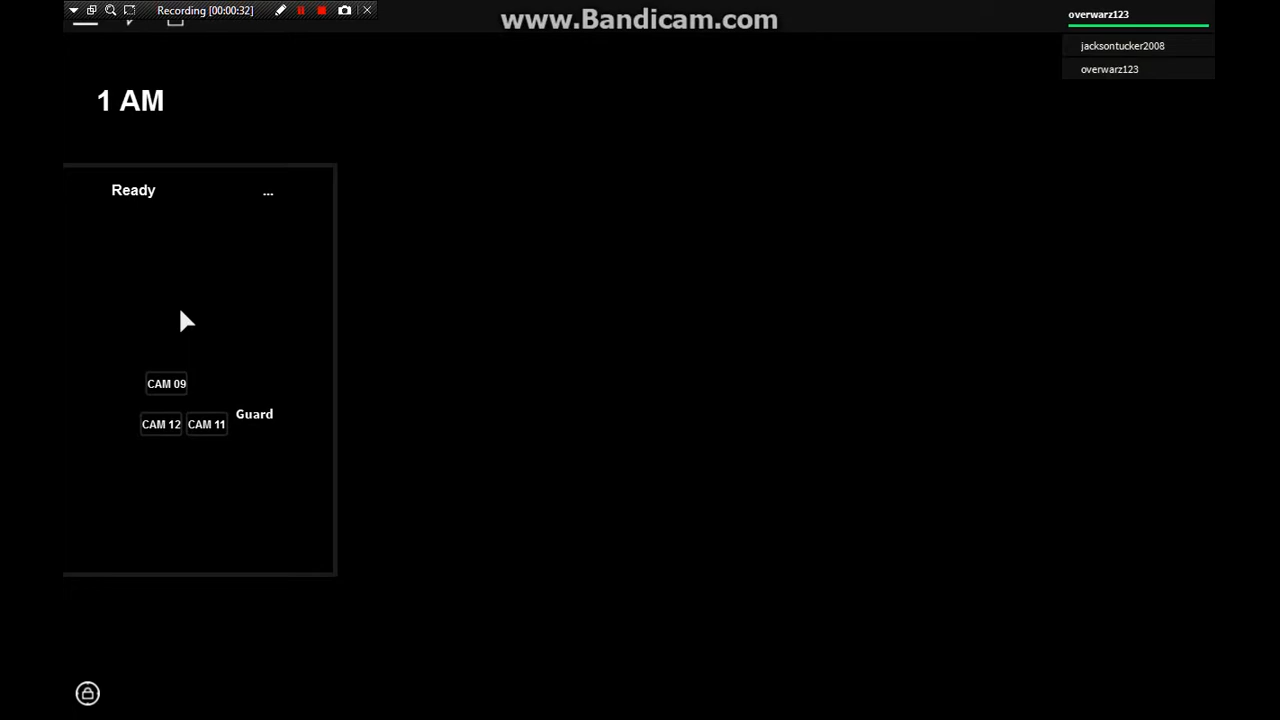 Recording [00:00:32]
www.Bandicam.com
overwarz123
jacksontucker2008
overwarz123
1 AM
Ready ...
CAM 09
Guard
CAM 12 CAM 11